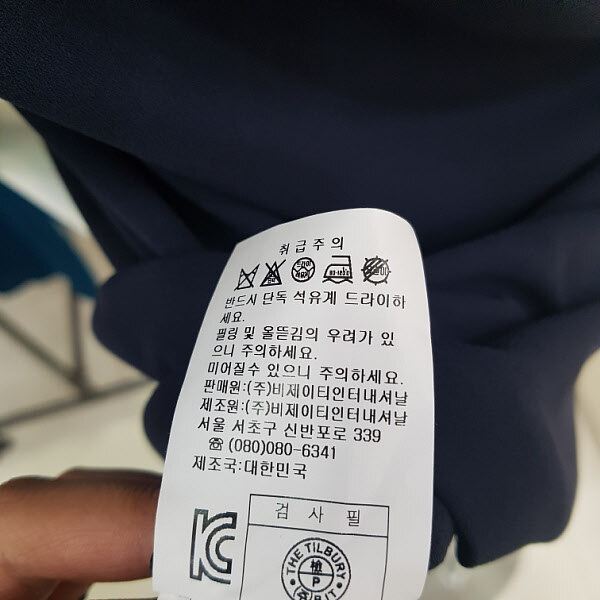 취급주의
반드시 단독 석유계 드라이하
세요.
필링 및 올뜯김의 우려가 있
으니 주의하세요.
미어질수 있으니 주의하세요.
판매원:(주)비제이티인터내셔날
제조원:(주)비제이티인터내셔날
서울 서초구 신반포로 339
☎ (080)080-6341
제조국:대한민국
검 사 필
THE TILBURY
檢
P